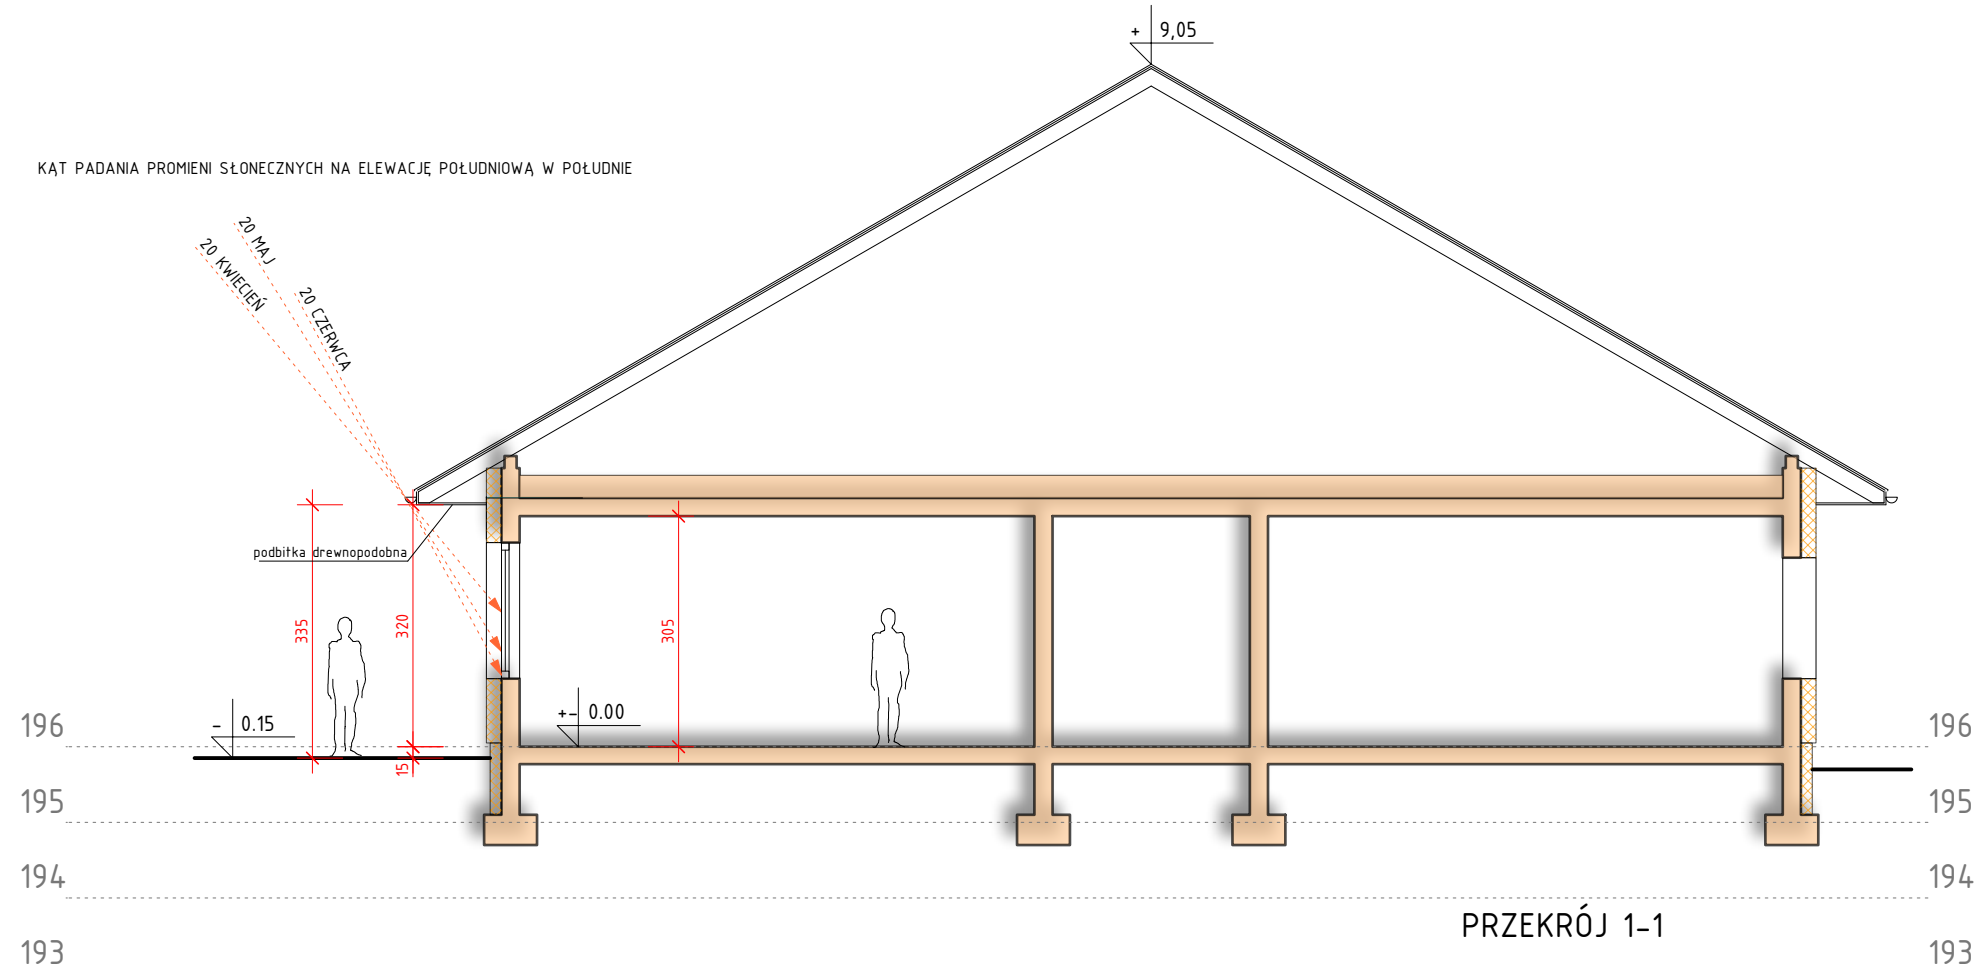 + 9,05
KĄT PADANIA PROMIENI SŁONECZNYCH NA ELEWACJĘ POŁUDNIOWĄ W POŁUDNIE
20 MAJ
20 KWIECIEŃ
20 CZERWCA
podbitka drewnopodobna
335
320
305
- 0.15
+- 0.00
15
196
196
195
195
194
194
PRZEKRÓJ 1-1
193
193